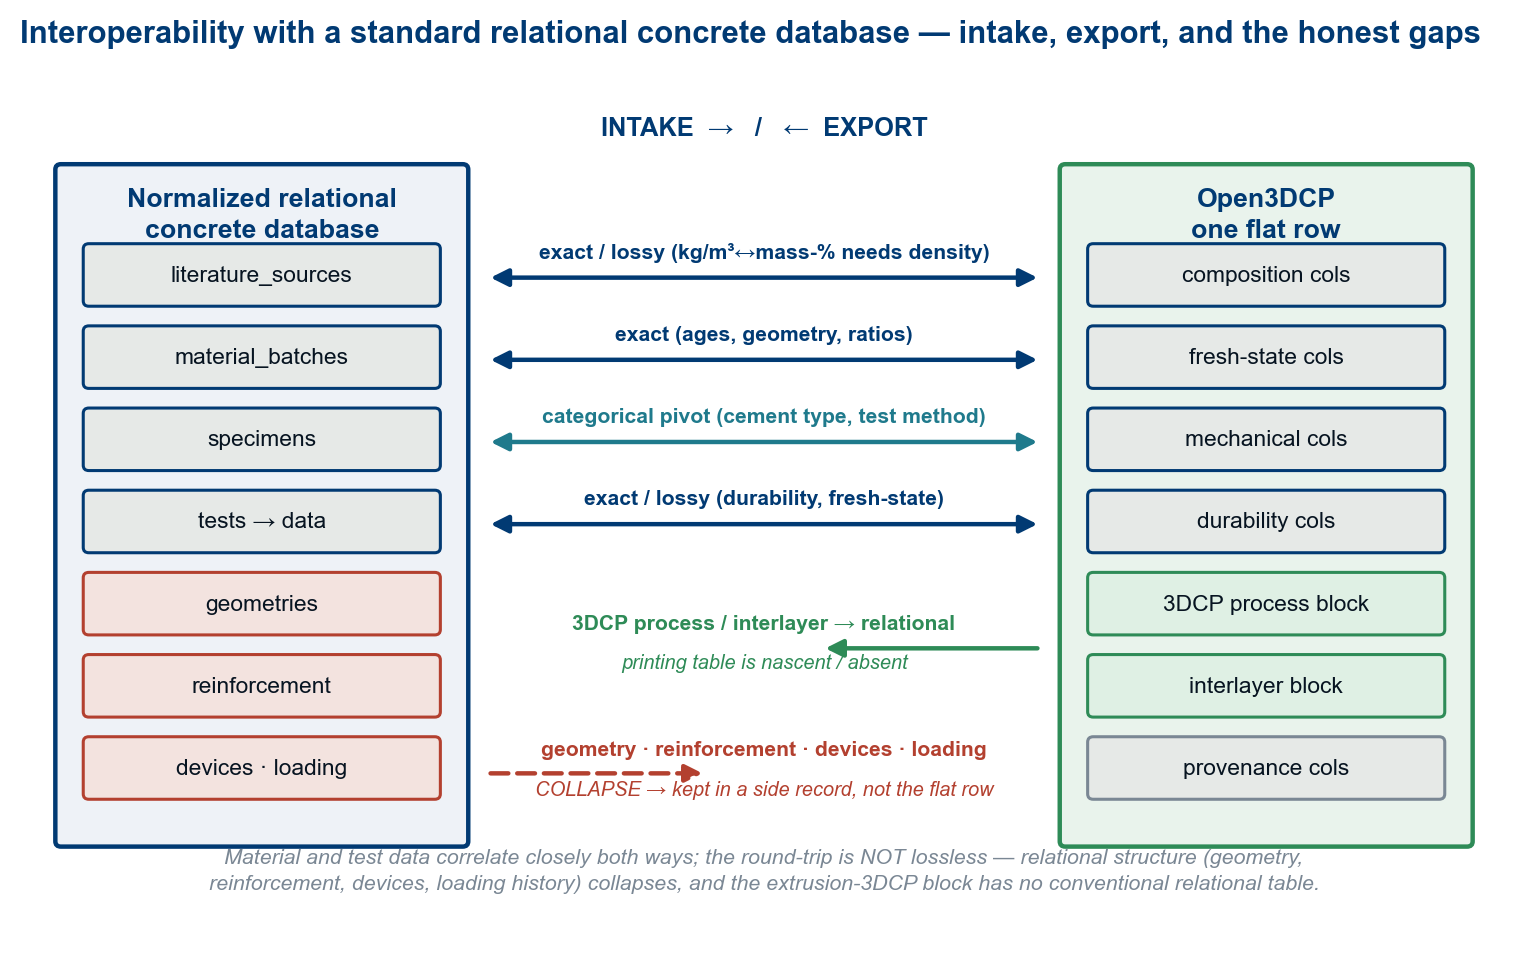 Interoperability with a standard relational concrete database — intake, export, and the honest gaps
INTAKE → / ← EXPORT
Normalized relational
concrete database
literature_sources
material_batches
specimens
tests → data
geometries
reinforcement
devices · loading
exact / lossy (kg/m³↔mass-% needs density)
exact (ages, geometry, ratios)
categorical pivot (cement type, test method)
exact / lossy (durability, fresh-state)
3DCP process / interlayer → relational
printing table is nascent / absent
geometry · reinforcement · devices · loading
COLLAPSE → kept in a side record, not the flat row
Open3DCP
one flat row
composition cols
fresh-state cols
mechanical cols
durability cols
3DCP process block
interlayer block
provenance cols
Material and test data correlate closely both ways; the round-trip is NOT lossless — relational structure (geometry,
reinforcement, devices, loading history) collapses, and the extrusion-3DCP block has no conventional relational table.